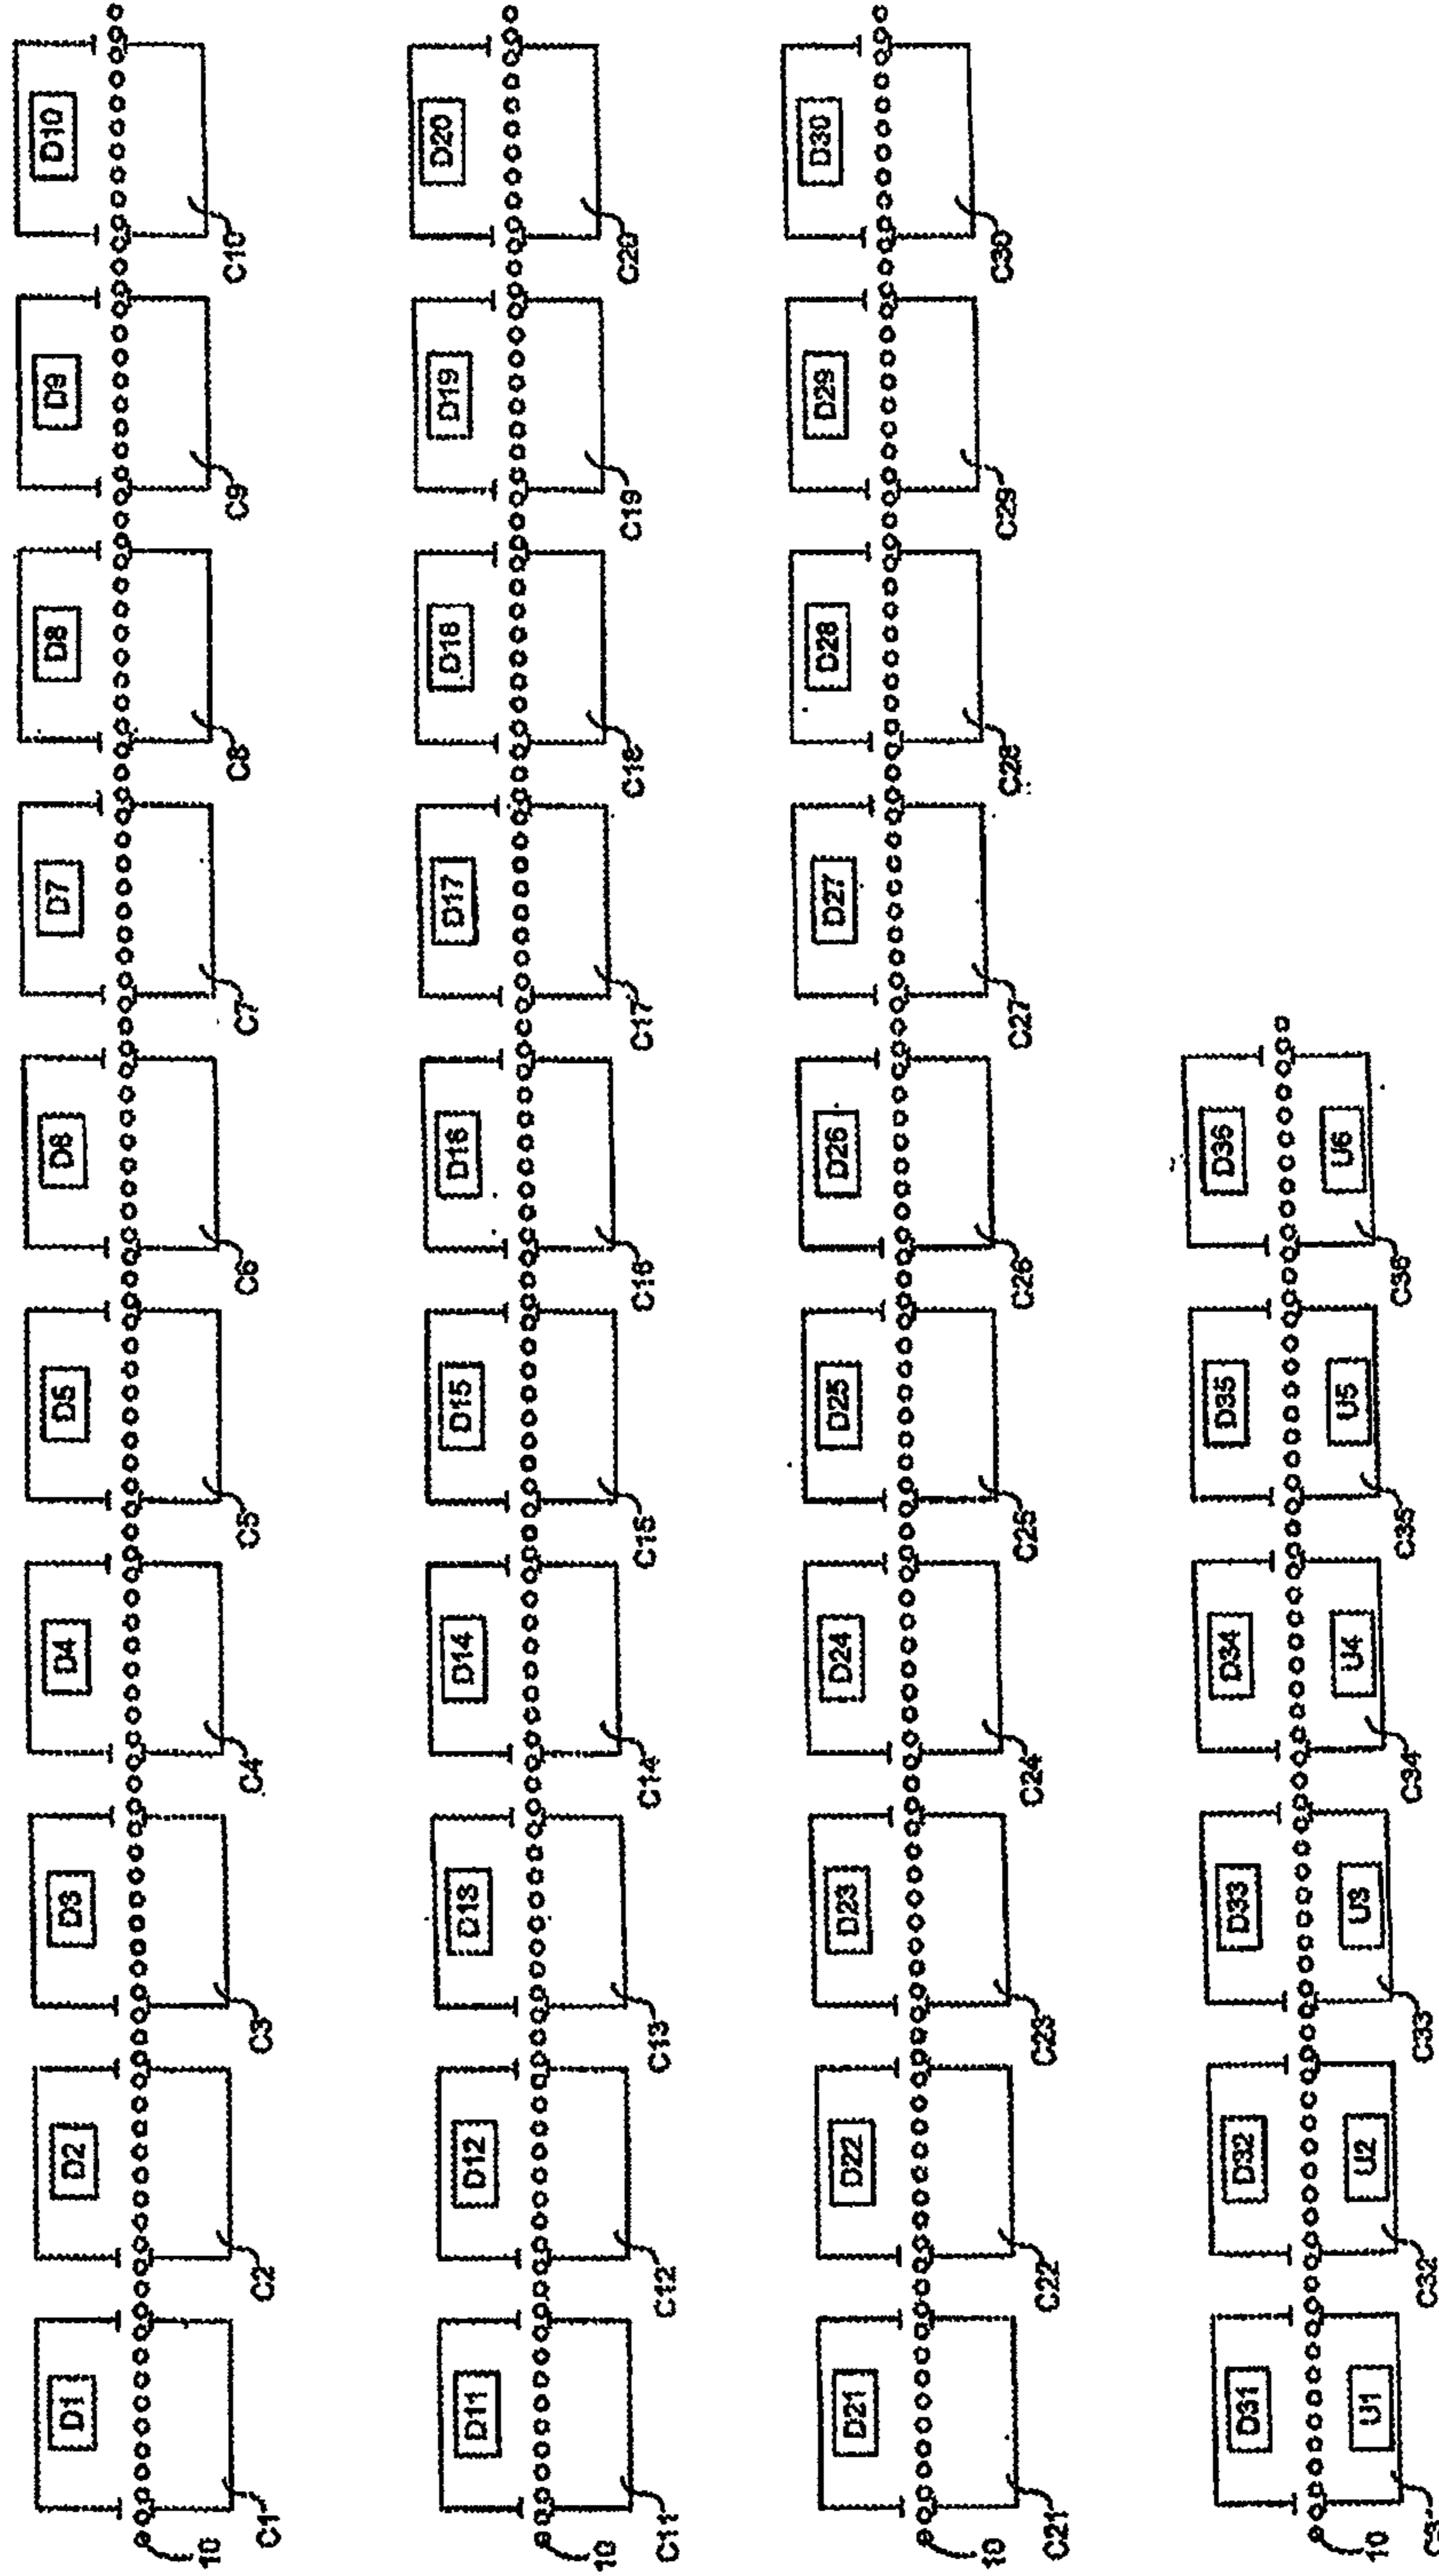 D1 D2 D3 D4 D5 D6 D7 D8 D9 D10
10
C1 C2 C3 C4 C5 C6 C7 C8 C9 C10
D11 D12 D13 D14 D15 D16 D17 D18 D19 D20
10
C11 C12 C13 C14 C15 C16 C17 C18 C19 C20
D21 D22 D23 D24 D25 D26 D27 D28 D29 D30
10
C21 C22 C23 C24 C25 C26 C27 C28 C29 C30
D31 D32 D33 D34 D35 D36
U1 U2 U3 U4 U5 U6
10
C31 C32 C33 C34 C35 C36